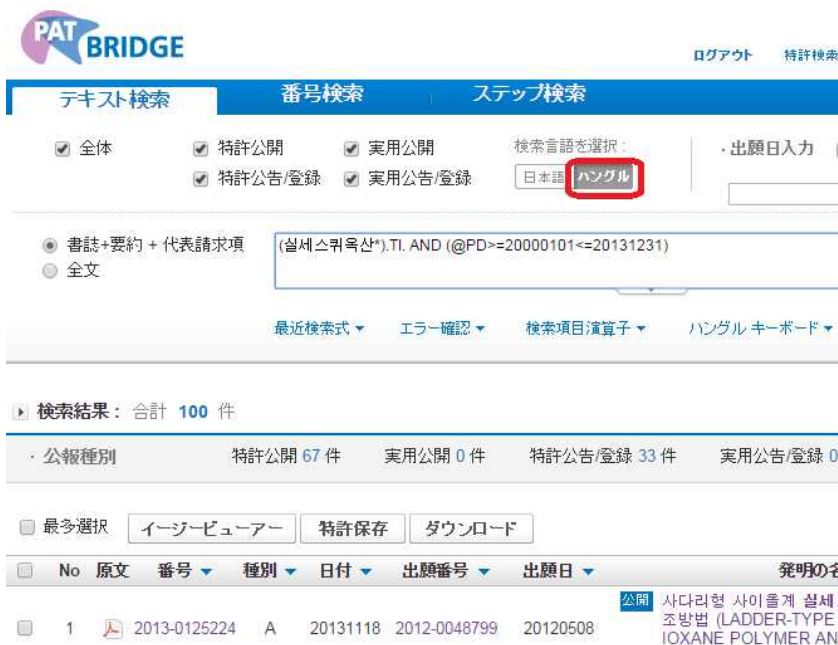 PAT BRIDGE
ログアウト 特許検索
テキスト検索 番号検索 ステップ検索
全体 特許公開 実用公開 検索言語を選択 : ・出願日入力
特許公告/登録 実用公告/登録 日本語 ハングル
書誌+要約 + 代表請求項 (실세스퀴옥산*).TI. AND (@PD>=20000101<=20131231)
全文
最近検索式 エラー確認 検索項目演算子 ハングル キーボード
検索結果 : 合計 100 件
・公報種別 特許公開 67 件 実用公開 0 件 特許公告/登録 33 件 実用公告/登録 0
最多選択 イージービューアー 特許保存 ダウンロード
No 原文 番号 種別 日付 出願番号 出願日 発明の名
公開 사다리형 사이올계 실세
1 2013-0125224 A 20131118 2012-0048799 20120508 조방법 (LADDER-TYPE
IOXANE POLYMER AN